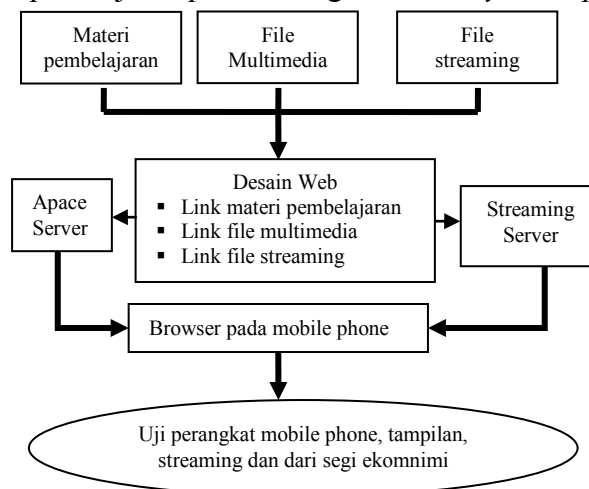 Materi
pembelajaran
File
Multimedia
File
streaming
Desain Web
▪ Link materi pembelajaran
▪ Link file multimedia
▪ Link file streaming
Apace
Server
Streaming
Server
Browser pada mobile phone
Uji perangkat mobile phone, tampilan,
streaming dan dari segi ekomnimi